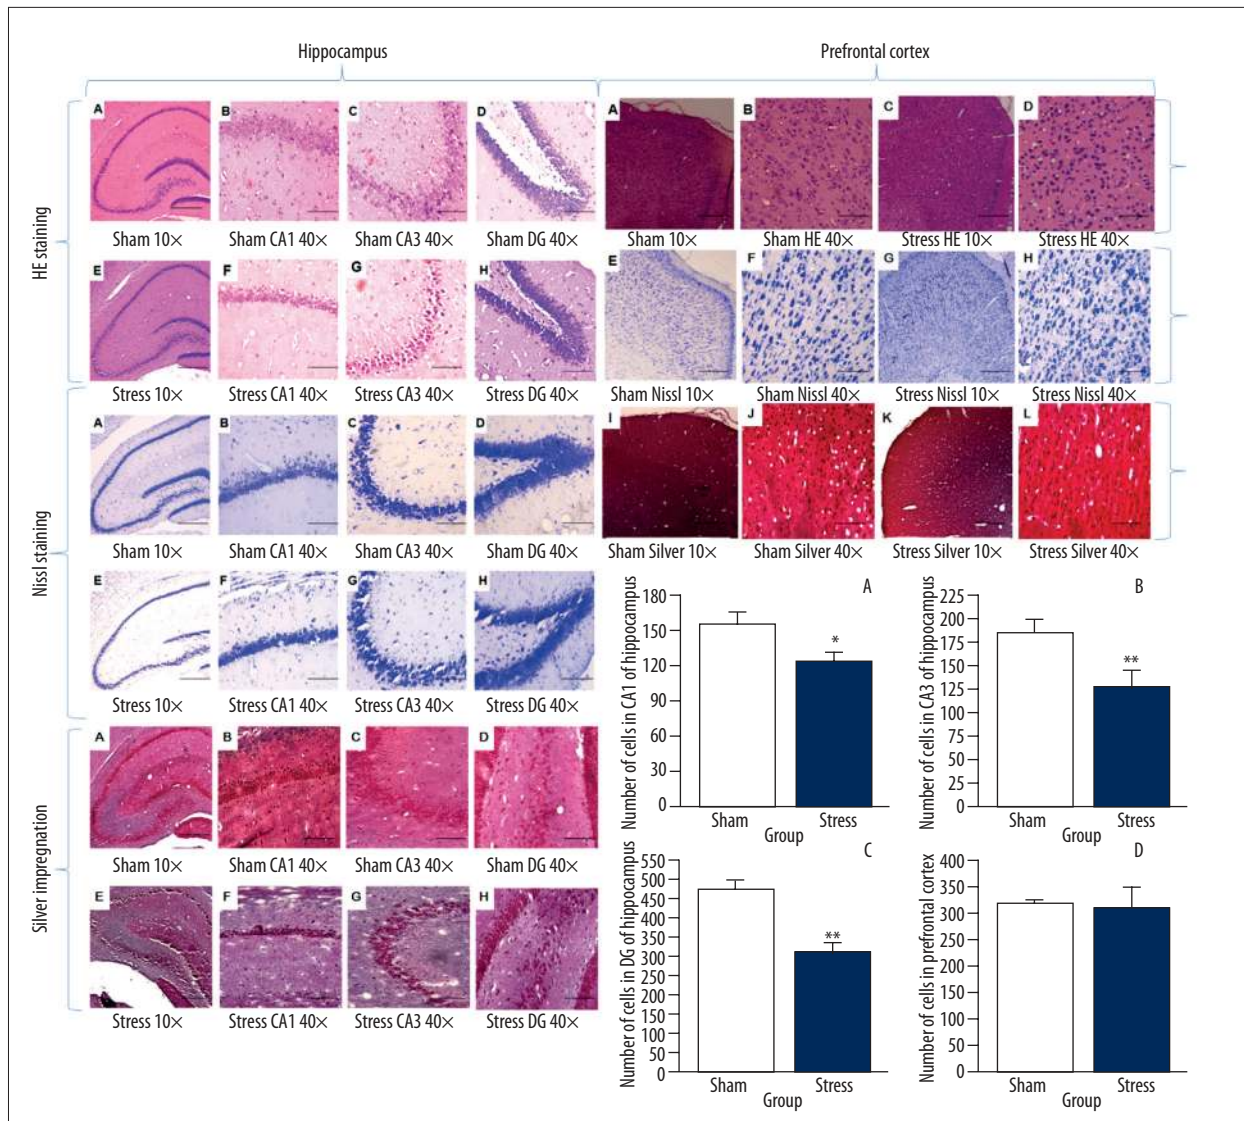 Hippocampus
Prefrontal cortex
HE staining
A B C D
Sham 10× Sham CA1 40× Sham CA3 40× Sham DG 40×
E F G H
Stress 10× Stress CA1 40× Stress CA3 40× Stress DG 40×
Nissl staining
A B C D
Sham 10× Sham CA1 40× Sham CA3 40× Sham DG 40×
E F G H
Stress 10× Stress CA1 40× Stress CA3 40× Stress DG 40×
Silver impregnation
A B C D
Sham 10× Sham CA1 40× Sham CA3 40× Sham DG 40×
E F G H
Stress 10× Stress CA1 40× Stress CA3 40× Stress DG 40×
A B C D
Sham 10× Sham HE 40× Stress HE 10× Stress HE 40×
E F G H
Sham Nissl 10× Sham Nissl 40× Stress Nissl 10× Stress Nissl 40×
I J K L
Sham Silver 10× Sham Silver 40× Stress Silver 10× Stress Silver 40×
A
Number of cells in CA1 of hippocampus
180
150
120
90
60
30
0
*
Sham Stress
Group
B
Number of cells in CA3 of hippocampus
225
200
175
150
125
100
75
50
25
0
**
Sham Stress
Group
C
Number of cells in DG of hippocampus
550
500
450
400
350
300
250
200
150
100
50
0
**
Sham Stress
Group
D
Number of cells in prefrontal cortex
400
350
300
250
200
150
100
50
0
Sham Stress
Group